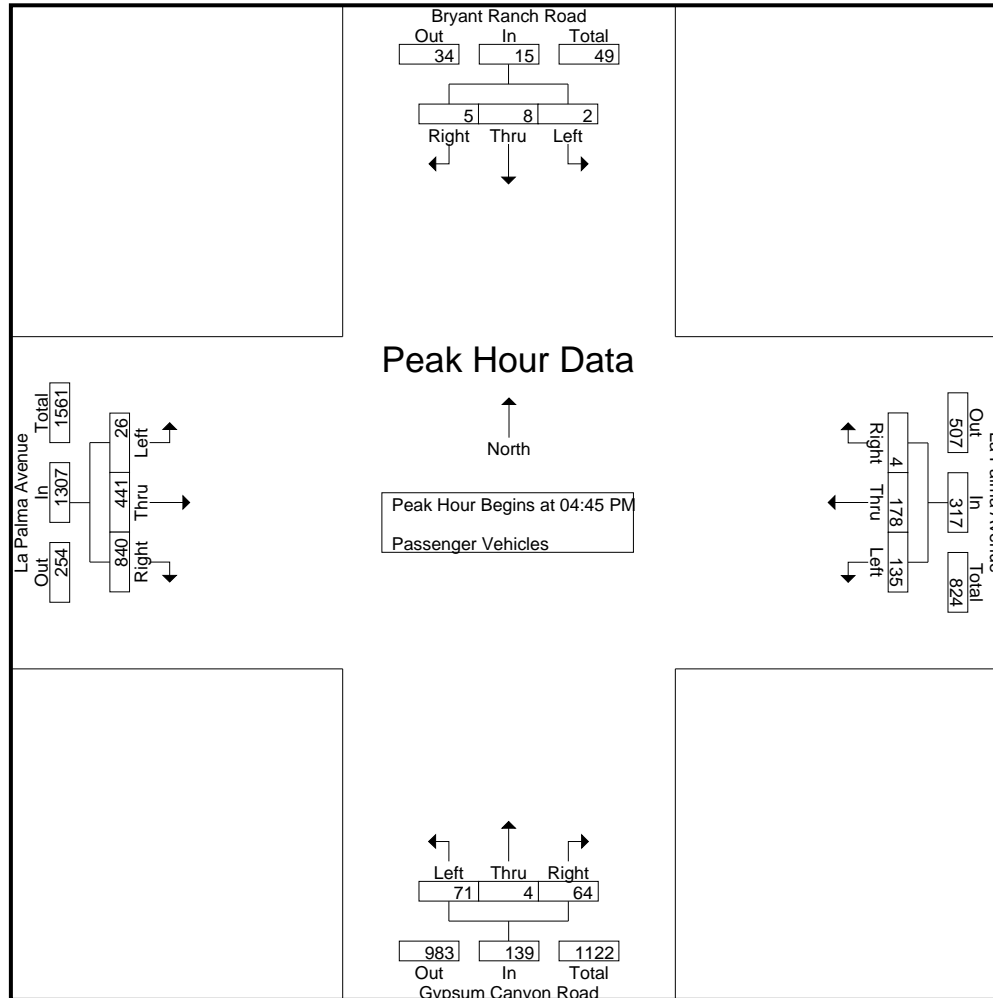 Bryant Ranch Road
Out In Total
34 15 49
5 8 2
Right Thru Left
Peak Hour Data
North
Peak Hour Begins at 04:45 PM
Passenger Vehicles
La Palma Avenue
Total In Out
1561 1307 254
26 441 840
Left Thru Right
La Palma Avenue
Out In Total
507 317 824
4 178 135
Right Thru Left
Left Thru Right
71 4 64
983 139 1122
Out In Total
Gypsum Canyon Road